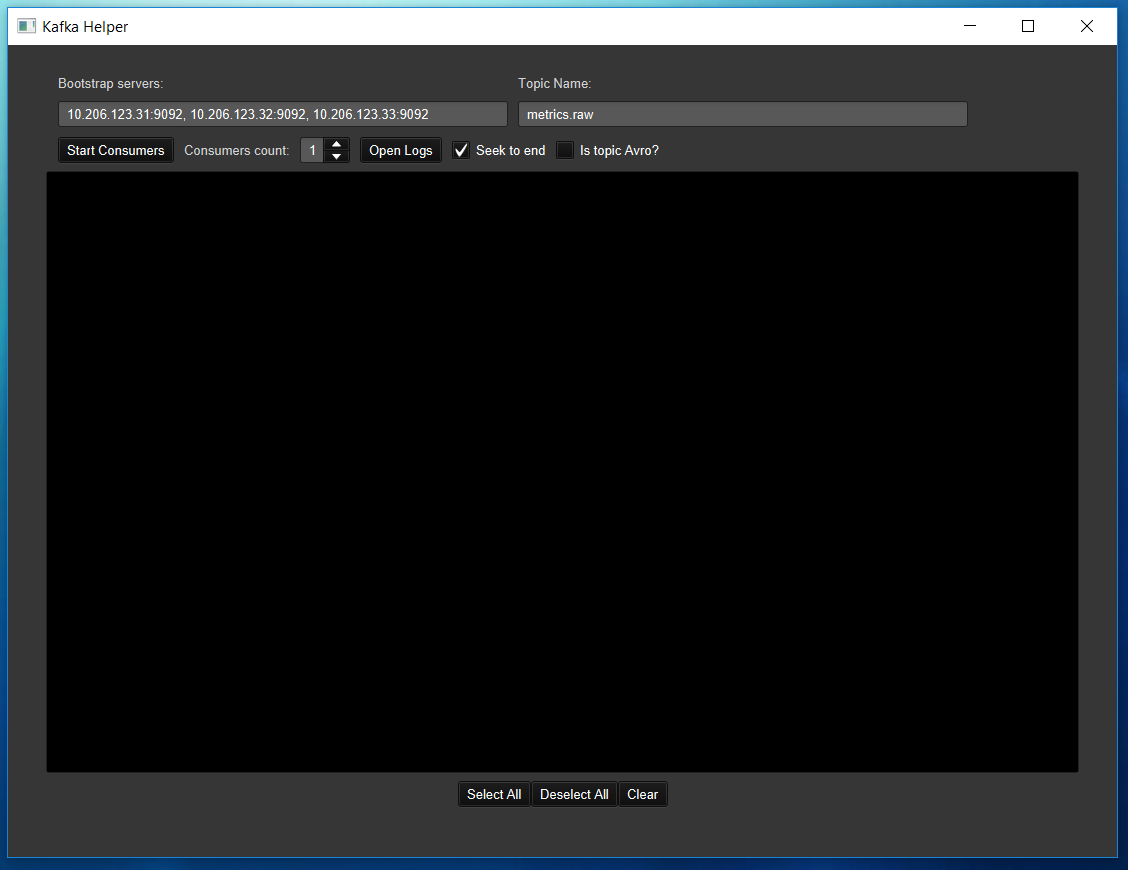 Kafka Helper
Bootstrap servers: Topic Name:
10.206.123.31:9092, 10.206.123.32:9092, 10.206.123.33:9092 metrics.raw
Start Consumers Consumers count: 1 Open Logs Seek to end Is topic Avro?
Select All Deselect All Clear